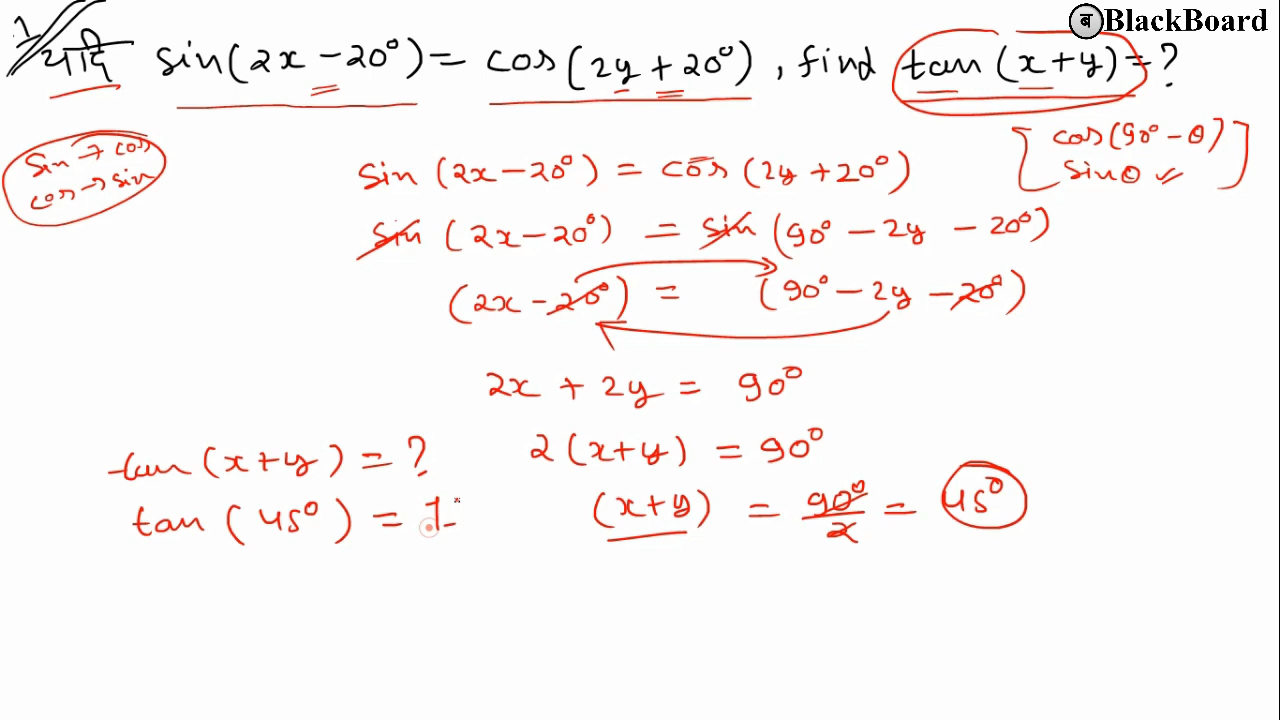 ब BlackBoard
1 यदि sin(2x - 20°) = cos(2y + 20°), find tan(x+y) = ?
sin → cos
cos → sin
[cos(90° - θ)
sinθ]
sin(2x - 20°) = cos(2y + 20°)
sin(2x - 20°) = sin(90° - 2y - 20°)
(2x - 20°) = (90° - 2y - 20°)
2x + 2y = 90°
2(x+y) = 90°
(x+y) = 90°/2 = 45°
tan(x+y) = ?
tan(45°) = 1